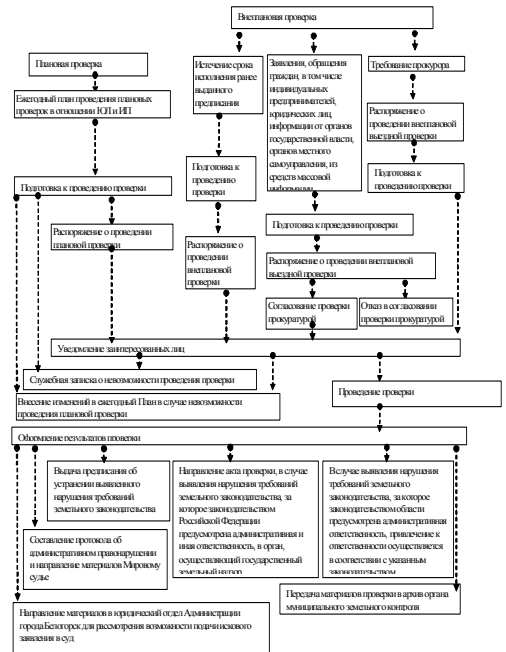 Внеплановая проверка
Плановая проверка
Истечение срока
исполнения ранее
выданного
предписания
Заявления, обращения
граждан, в том числе
индивидуальных
предпринимателей,
юридических лиц,
информации от органов
государственной власти,
органов местного
самоуправления, из
средств массовой
информации
Требование прокурора
Ежегодный план проведения плановых
проверок в отношении ЮЛ и ИП
Распоряжение о
проведении внеплановой
выездной проверки
Подготовка к
проведению
проверки
Подготовка к
проведению проверки
Подготовка к проведению проверки
Подготовка к проведению проверки
Распоряжение о проведении
плановой проверки
Распоряжение о
проведении
внеплановой
проверки
Распоряжение о проведении внеплановой
выездной проверки
Согласование проверки
прокуратурой
Отказ в согласовании
проверки прокуратурой
Уведомление заинтересованных лиц
Служебная записка о невозможности проведения проверки
Проведение проверки
Внесение изменений в ежегодный План в случае невозможности
проведения плановой проверки
Оформление результатов проверки
Выдача предписания об
устранении выявленного
нарушения требований
земельного законодательства
Направление акта проверки, в случае
выявления нарушения требований
земельного законодательства, за
которое законодательством
Российской Федерации
предусмотрена административная и
иная ответственность, в орган,
осуществляющий государственный
земельный надзор
В случае выявления нарушения
требований земельного
законодательства, за которое
законодательством области
предусмотрена административная
ответственность, привлечение к
ответственности осуществляется
в соответствии с указанным
законодательством
Составление протокола об
административном правонарушении
и направление материалов Мировому
судье
Передача материалов проверки в архив органа
муниципального земельного контроля
Направление материалов в юридический отдел Администрации
города Белогорск для рассмотрения возможности подачи искового
заявления в суд